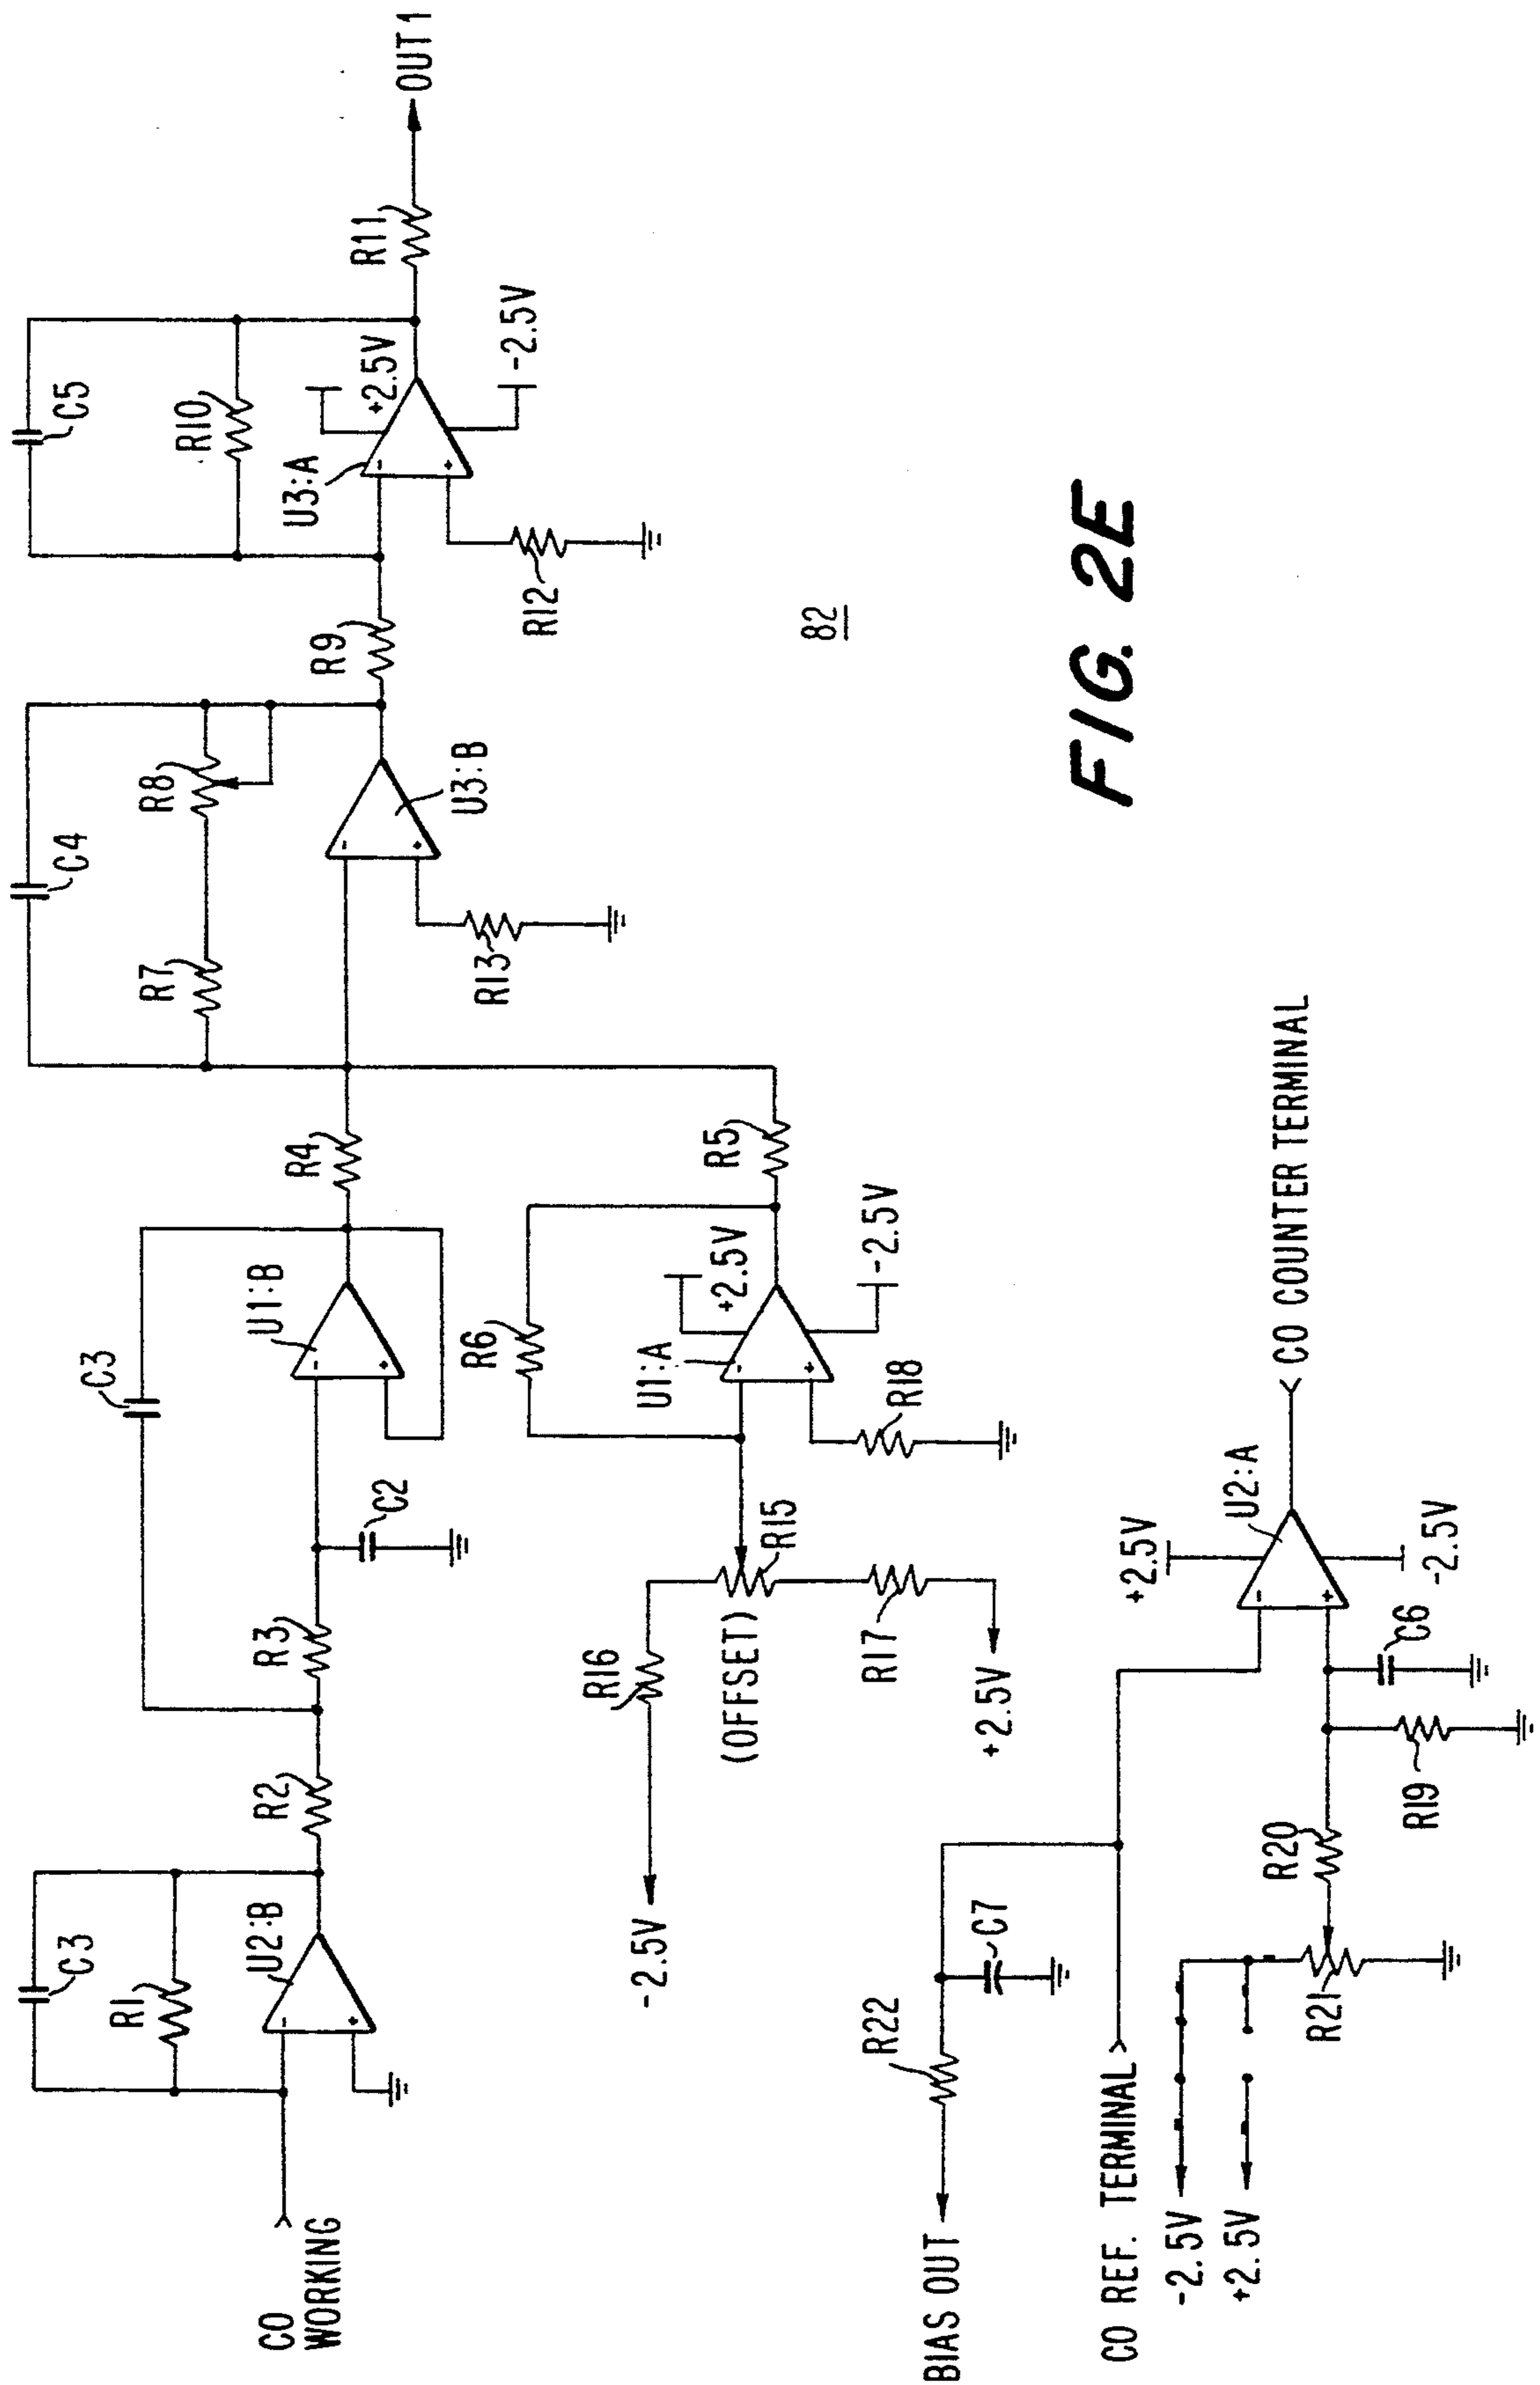 C5
R10
R11
OUT 1
U3:A
+2.5V
-
+
-2.5V
R12
C4
R7
R8
R9
-
+
U3:B
R13
C3
U1:B
R4
-
+
C3
R1
U2:B
R2
R3
C2
-
+
CO
WORKING
R6
U1:A
+2.5V
R5
-
+
-2.5V
R18
R16
R15
(OFFSET)
-2.5V
R17
+2.5V
82
R22
C7
BIAS OUT
CO REF. TERMINAL
+2.5V
U2:A
-
+
-2.5V
CO COUNTER TERMINAL
C6
R20
R19
-2.5V
+2.5V
R21
FIG. 2E